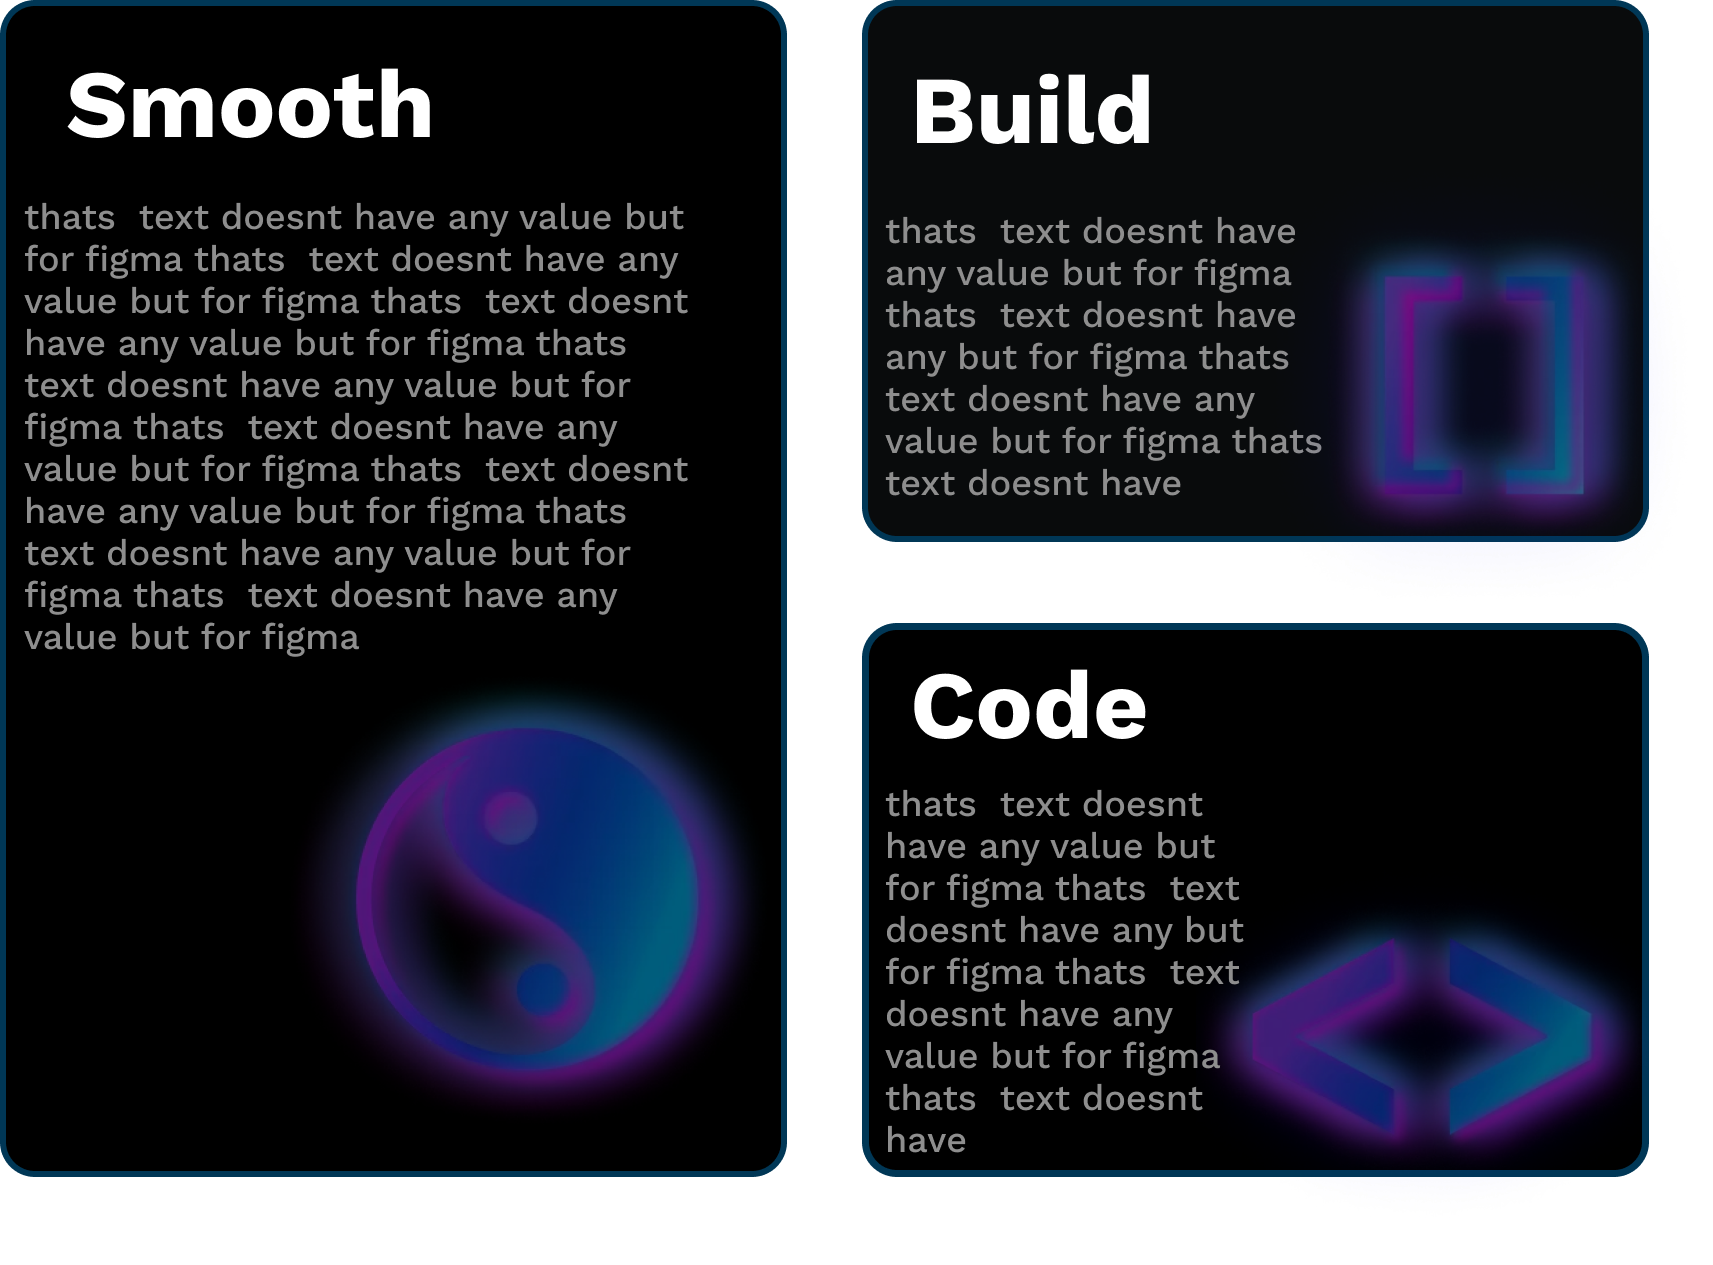 Smooth
thats  text doesnt have any value but
for figma thats  text doesnt have any
value but for figma thats  text doesnt
have any value but for figma thats
text doesnt have any value but for
figma thats  text doesnt have any
value but for figma thats  text doesnt
have any value but for figma thats
text doesnt have any value but for
figma thats  text doesnt have any
value but for figma
Build
thats  text doesnt have
any value but for figma
thats  text doesnt have
any but for figma thats
text doesnt have any
value but for figma thats
text doesnt have
[ ]
Code
thats  text doesnt
have any value but
for figma thats  text
doesnt have any but
for figma thats  text
doesnt have any
value but for figma
thats  text doesnt
have
< >